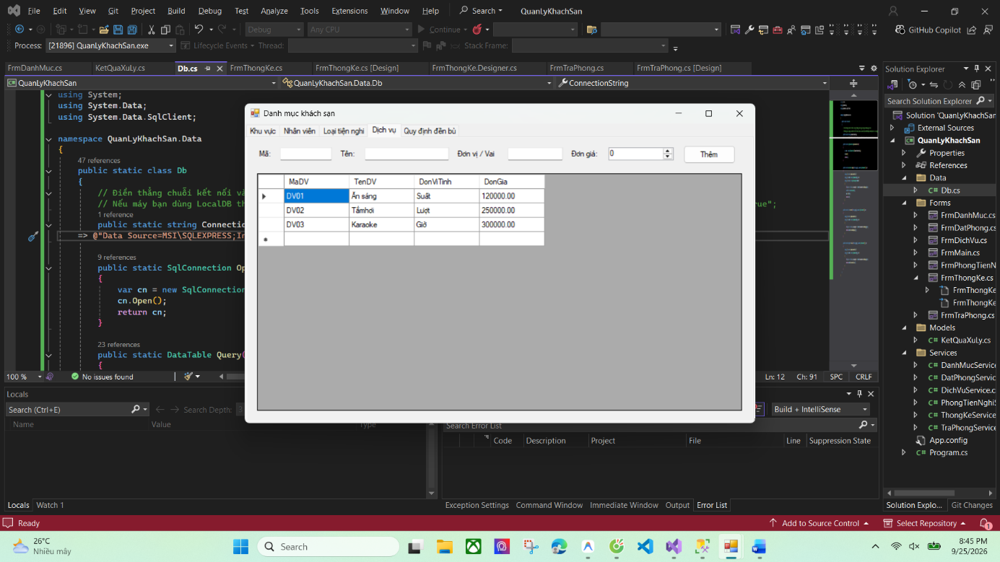 File Edit View Git Project Build Debug Test Analyze Tools Extensions Window Help Search QuanLyKhachSan
Debug Any CPU Continue GitHub Copilot
Process: [21896] QuanLyKhachSan.exe Lifecycle Events Thread: Stack Frame:
FrmDanhMuc.cs KetQuaXuLy.cs Db.cs FrmThongKe.cs FrmThongKe.cs [Design] FrmThongKe.Designer.cs FrmTraPhong.cs FrmTraPhong.cs [Design]
QuanLyKhachSan QuanLyKhachSan.Data.Db ConnectionString
using System;
using System.Data;
using System.Data.SqlClient;
namespace QuanLyKhachSan.Data
{
47 references
public static class Db
{
// Điền thẳng chuỗi kết nối và
// Nếu máy bạn dùng LocalDB th
rue";
1 reference
public static string Connectio
=> @"Data Source=MSI\SQLEXPRESS;In
9 references
public static SqlConnection Op
{
var cn = new SqlConnection
cn.Open();
return cn;
}
23 references
public static DataTable Query(
{
100 % No issues found Ln: 12 Ch: 91 SPC CRLF
Danh mục khách sạn
Khu vực Nhân viên Loại tiện nghi Dịch vụ Quy định đền bù
Mã: Tên: Đơn vị / Vai Đơn giá: 0 Thêm
MaDV TenDV DonViTinh DonGia
DV01 Ăn sáng Suất 120000.00
DV02 Tắmhơi Lượt 250000.00
DV03 Karaoke Giờ 300000.00
Locals
Search (Ctrl+E) Search Depth: 3
Name Value Type
Build + IntelliSense
Search Error List
Code Description Project File Line Suppression State
Locals Watch 1
Exception Settings Command Window Immediate Window Output Error List
Solution Explorer
Search Solution Explorer
Solution 'QuanLyKhachSan
External Sources
QuanLyKhachSan
Properties
References
Data
Db.cs
Forms
FrmDanhMuc.cs
FrmDatPhong.cs
FrmDichVu.cs
FrmMain.cs
FrmPhongTienN
FrmThongKe.cs
FrmThongKe
FrmThongKe
FrmTraPhong.cs
Models
KetQuaXuLy.cs
Services
DanhMucService
DatPhongServic
DichVuService.c
PhongTienNghiS
ThongKeService
TraPhongService
App.config
Program.cs
Solution Explo... Git Changes
Ready Add to Source Control Select Repository 1
26°C
Nhiều mây
Search
8:45 PM
9/25/2026